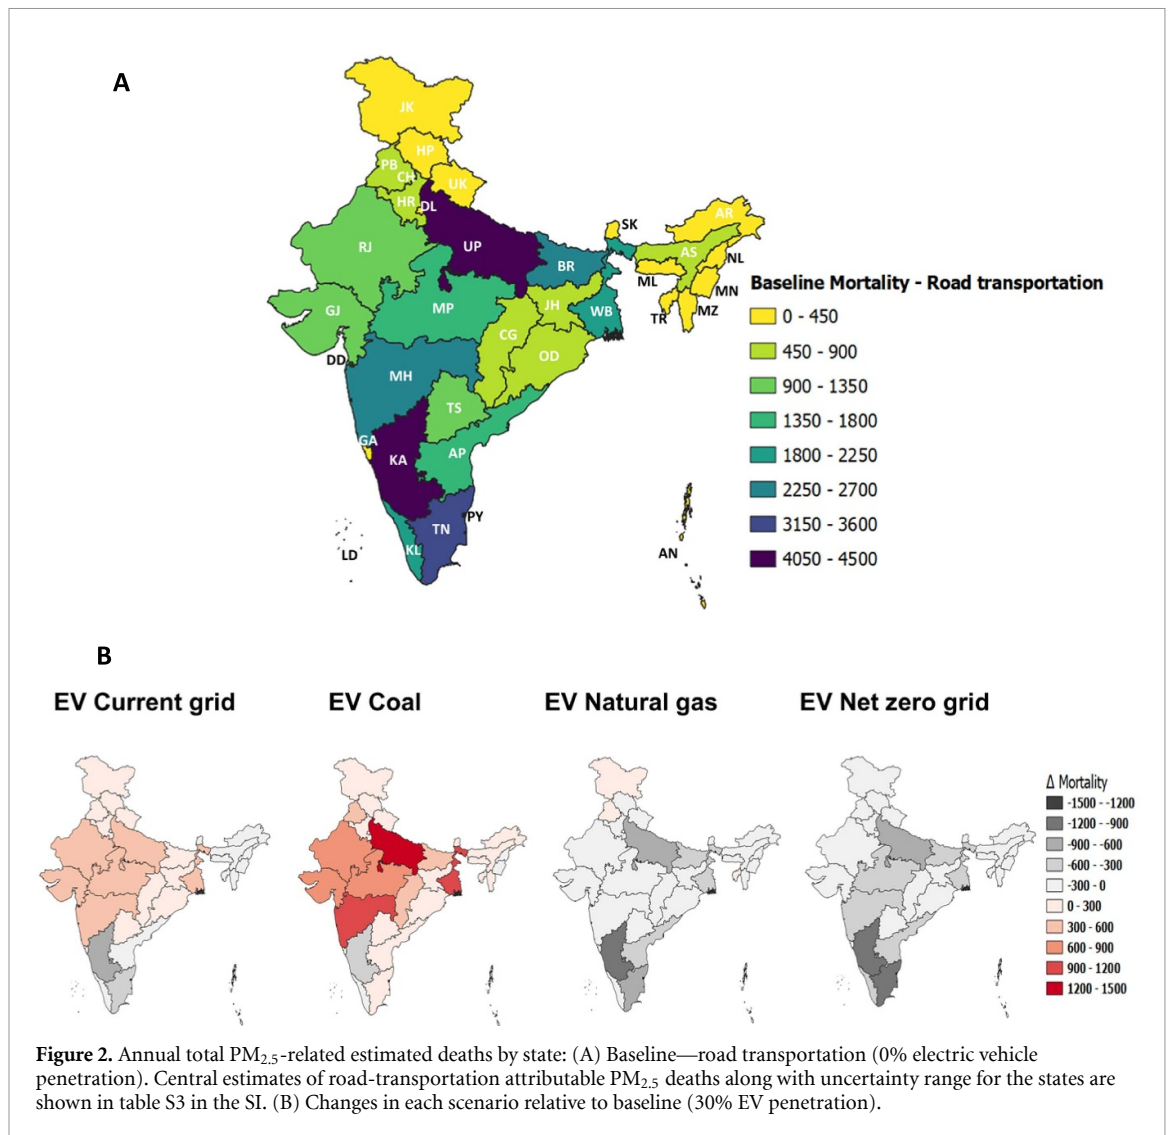 A
JK
HP
PB
CH
UK
HR
DL
RJ
UP
BR
SK
AR
AS
NL
ML
MN
TR
MZ
GJ
MP
JH
WB
CG
OD
DD
MH
TS
GA
KA
AP
TN
PY
KL
LD
AN
Baseline Mortality - Road transportation
0 - 450
450 - 900
900 - 1350
1350 - 1800
1800 - 2250
2250 - 2700
3150 - 3600
4050 - 4500
B
EV Current grid
EV Coal
EV Natural gas
EV Net zero grid
Δ Mortality
-1500 - -1200
-1200 - -900
-900 - -600
-600 - -300
-300 - 0
0 - 300
300 - 600
600 - 900
900 - 1200
1200 - 1500
Figure 2. Annual total PM2.5-related estimated deaths by state: (A) Baseline—road transportation (0% electric vehicle
penetration). Central estimates of road-transportation attributable PM2.5 deaths along with uncertainty range for the states are
shown in table S3 in the SI. (B) Changes in each scenario relative to baseline (30% EV penetration).